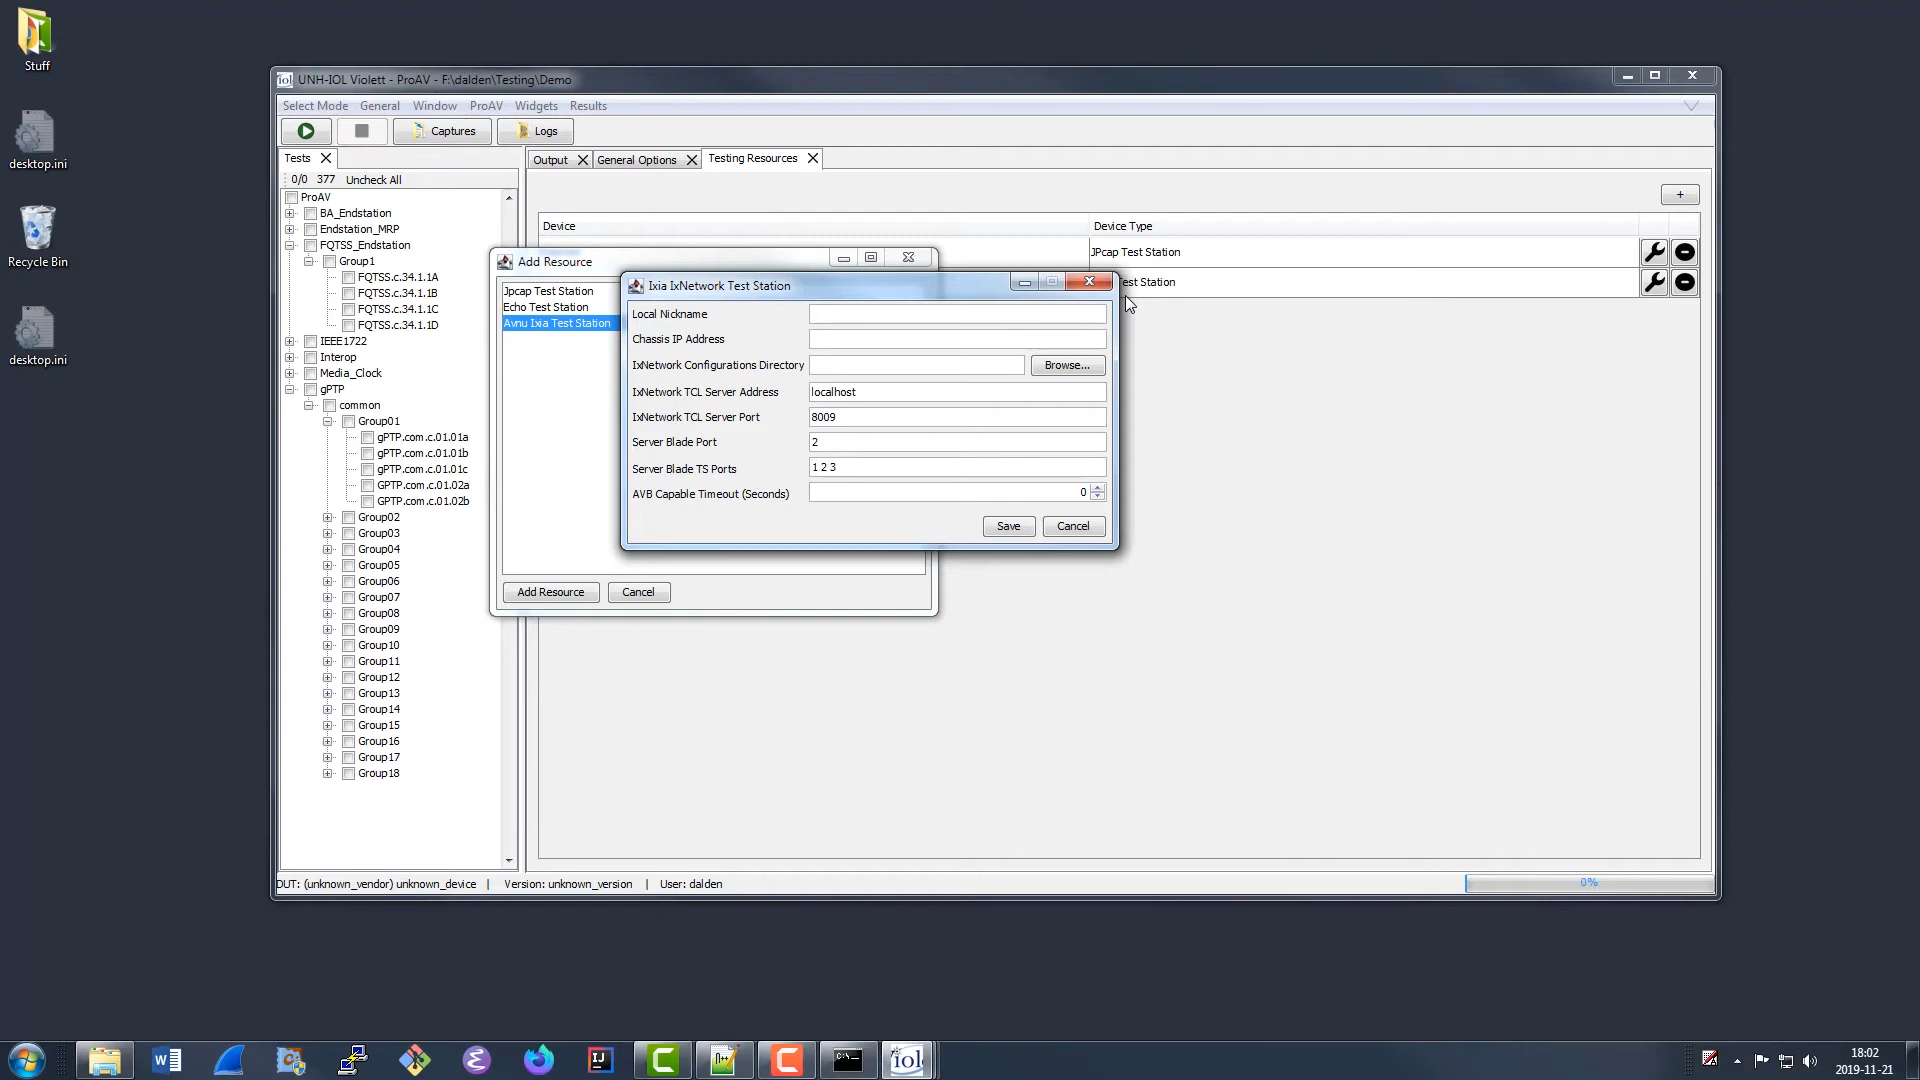 Stuff
desktop.ini
Recycle Bin
desktop.ini
iol UNH-IOL Violett - ProAV - F:\dalden\Testing\Demo
Select Mode General Window ProAV Widgets Results
Captures Logs
Tests
0/0 377 Uncheck All
ProAV
BA_Endstation
Endstation_MRP
FQTSS_Endstation
Group1
FQTSS.c.34.1.1A
FQTSS.c.34.1.1B
FQTSS.c.34.1.1C
FQTSS.c.34.1.1D
IEEE1722
Interop
Media_Clock
gPTP
common
Group01
gPTP.com.c.01.01a
gPTP.com.c.01.01b
gPTP.com.c.01.01c
GPTP.com.c.01.02a
GPTP.com.c.01.02b
Group02
Group03
Group04
Group05
Group06
Group07
Group08
Group09
Group10
Group11
Group12
Group13
Group14
Group15
Group16
Group17
Group18
Output General Options Testing Resources
+
Device Device Type
JPcap Test Station
Test Station
Add Resource
Jpcap Test Station
Echo Test Station
Avnu Ixia Test Station
Add Resource Cancel
Ixia IxNetwork Test Station
Local Nickname
Chassis IP Address
IxNetwork Configurations Directory Browse...
IxNetwork TCL Server Address localhost
IxNetwork TCL Server Port 8009
Server Blade Port 2
Server Blade TS Ports 1 2 3
AVB Capable Timeout (Seconds) 0
Save Cancel
DUT: (unknown_vendor) unknown_device | Version: unknown_version | User: dalden
0%
W
IJ
C
C
C:\.
iol
18:02
2019-11-21